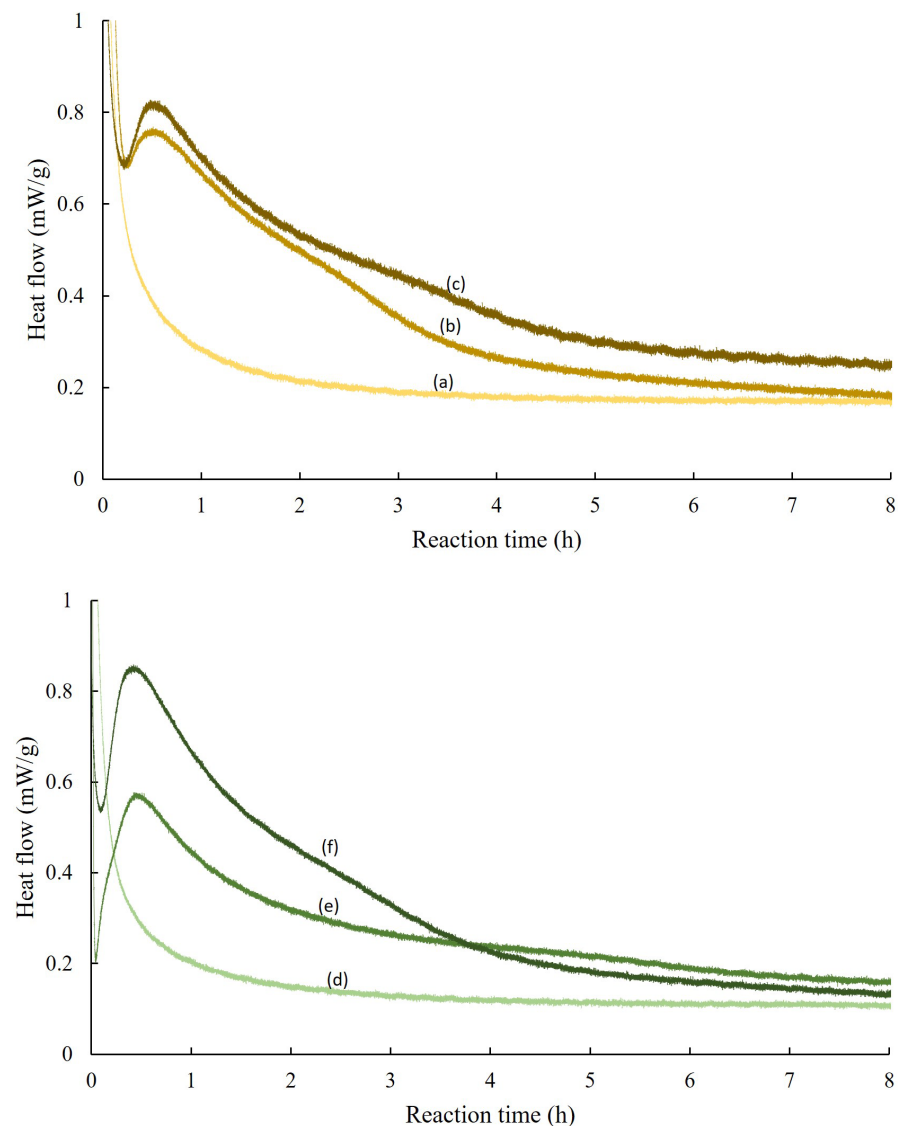 1
0.8
0.6
0.4
0.2
0
Heat flow (mW/g)
(c)
(b)
(a)
0 1 2 3 4 5 6 7 8
Reaction time (h)
1
0.8
0.6
0.4
0.2
0
Heat flow (mW/g)
(f)
(e)
(d)
0 1 2 3 4 5 6 7 8
Reaction time (h)